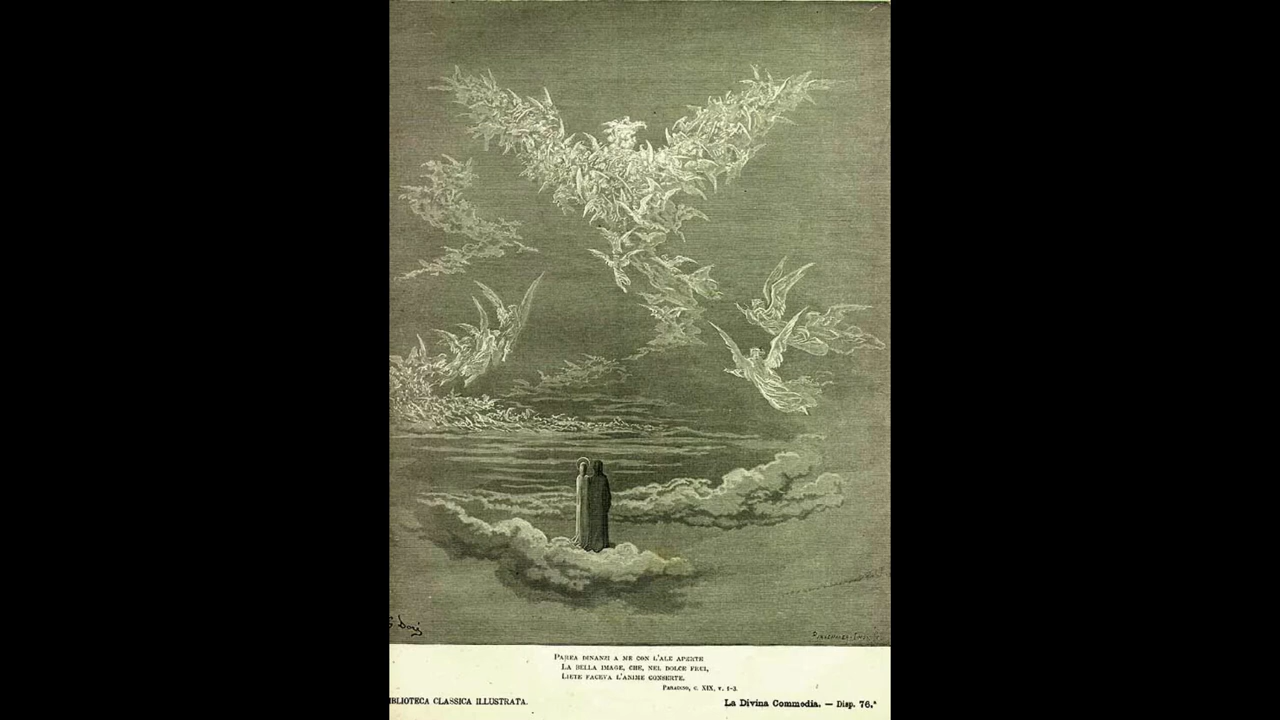 G Doré
PAREA DINANZI A ME CON L'ALE APERTE
LA BELLA IMAGE, CHE, NEL DOLCE FRUI,
LIETE FACEVA L'ANIME CONSERTE.
PARADISO, C. XIX, v. 1-3.
BIBLIOTECA CLASSICA ILLUSTRATA.
La Divina Commedia. — Disp. 76.ª